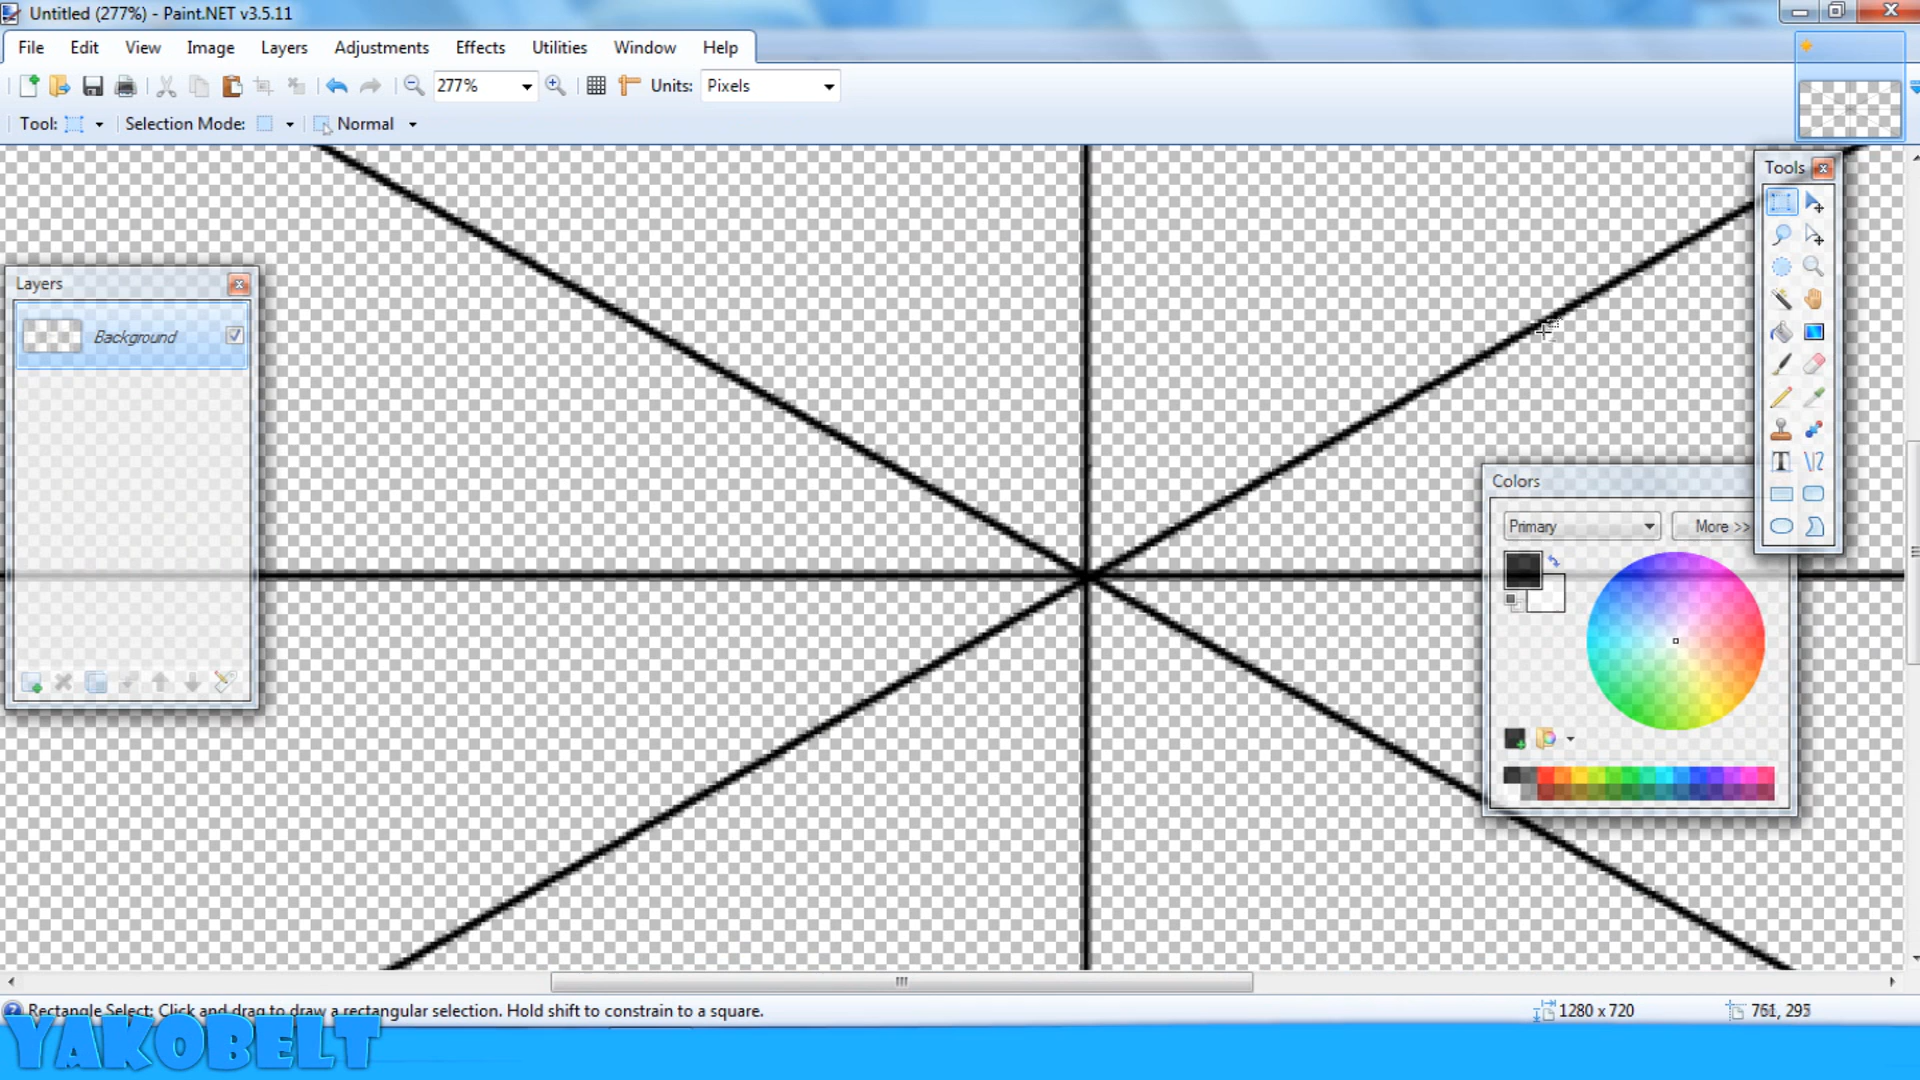 Untitled (277%) - Paint.NET v3.5.11
File Edit View Image Layers Adjustments Effects Utilities Window Help
277% Units: Pixels
Tool: Selection Mode: Normal
Tools
Layers
Background
Colors
Primary More >>
Rectangle Select: Click and drag to draw a rectangular selection. Hold shift to constrain to a square.
1280 x 720
761, 295
YAKOBELT